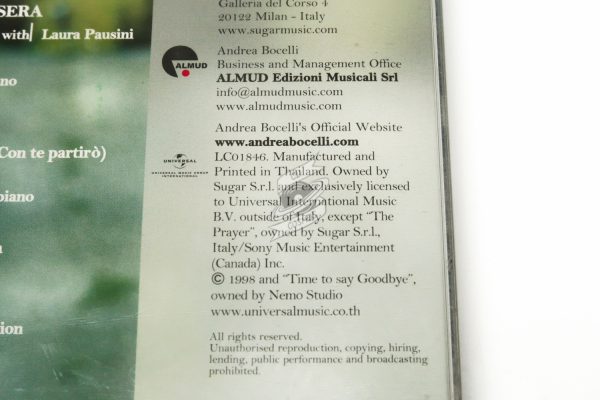 SERA
with/ Laura Pausini
no
Con te partirò)
piano
tion
Galleria del Corso 4
20122 Milan - Italy
www.sugarmusic.com
ALMUD
Andrea Bocelli
Business and Management Office
ALMUD Edizioni Musicali Srl
info@almudmusic.com
www.almudmusic.com
Andrea Bocelli's Official Website
www.andreabocelli.com
UNIVERSAL
UNIVERSAL MUSIC GROUP
INTERNATIONAL
LC01846. Manufactured and
Printed in Thailand. Owned by
Sugar S.r.l. and exclusively licensed
to Universal International Music
B.V. outside of Italy, except "The
Prayer", owned by Sugar S.r.l.,
Italy/Sony Music Entertainment
(Canada) Inc.
© 1998 and "Time to say Goodbye",
owned by Nemo Studio
www.universalmusic.co.th
All rights reserved.
Unauthorised reproduction, copying, hiring,
lending, public performance and broadcasting
prohibited.